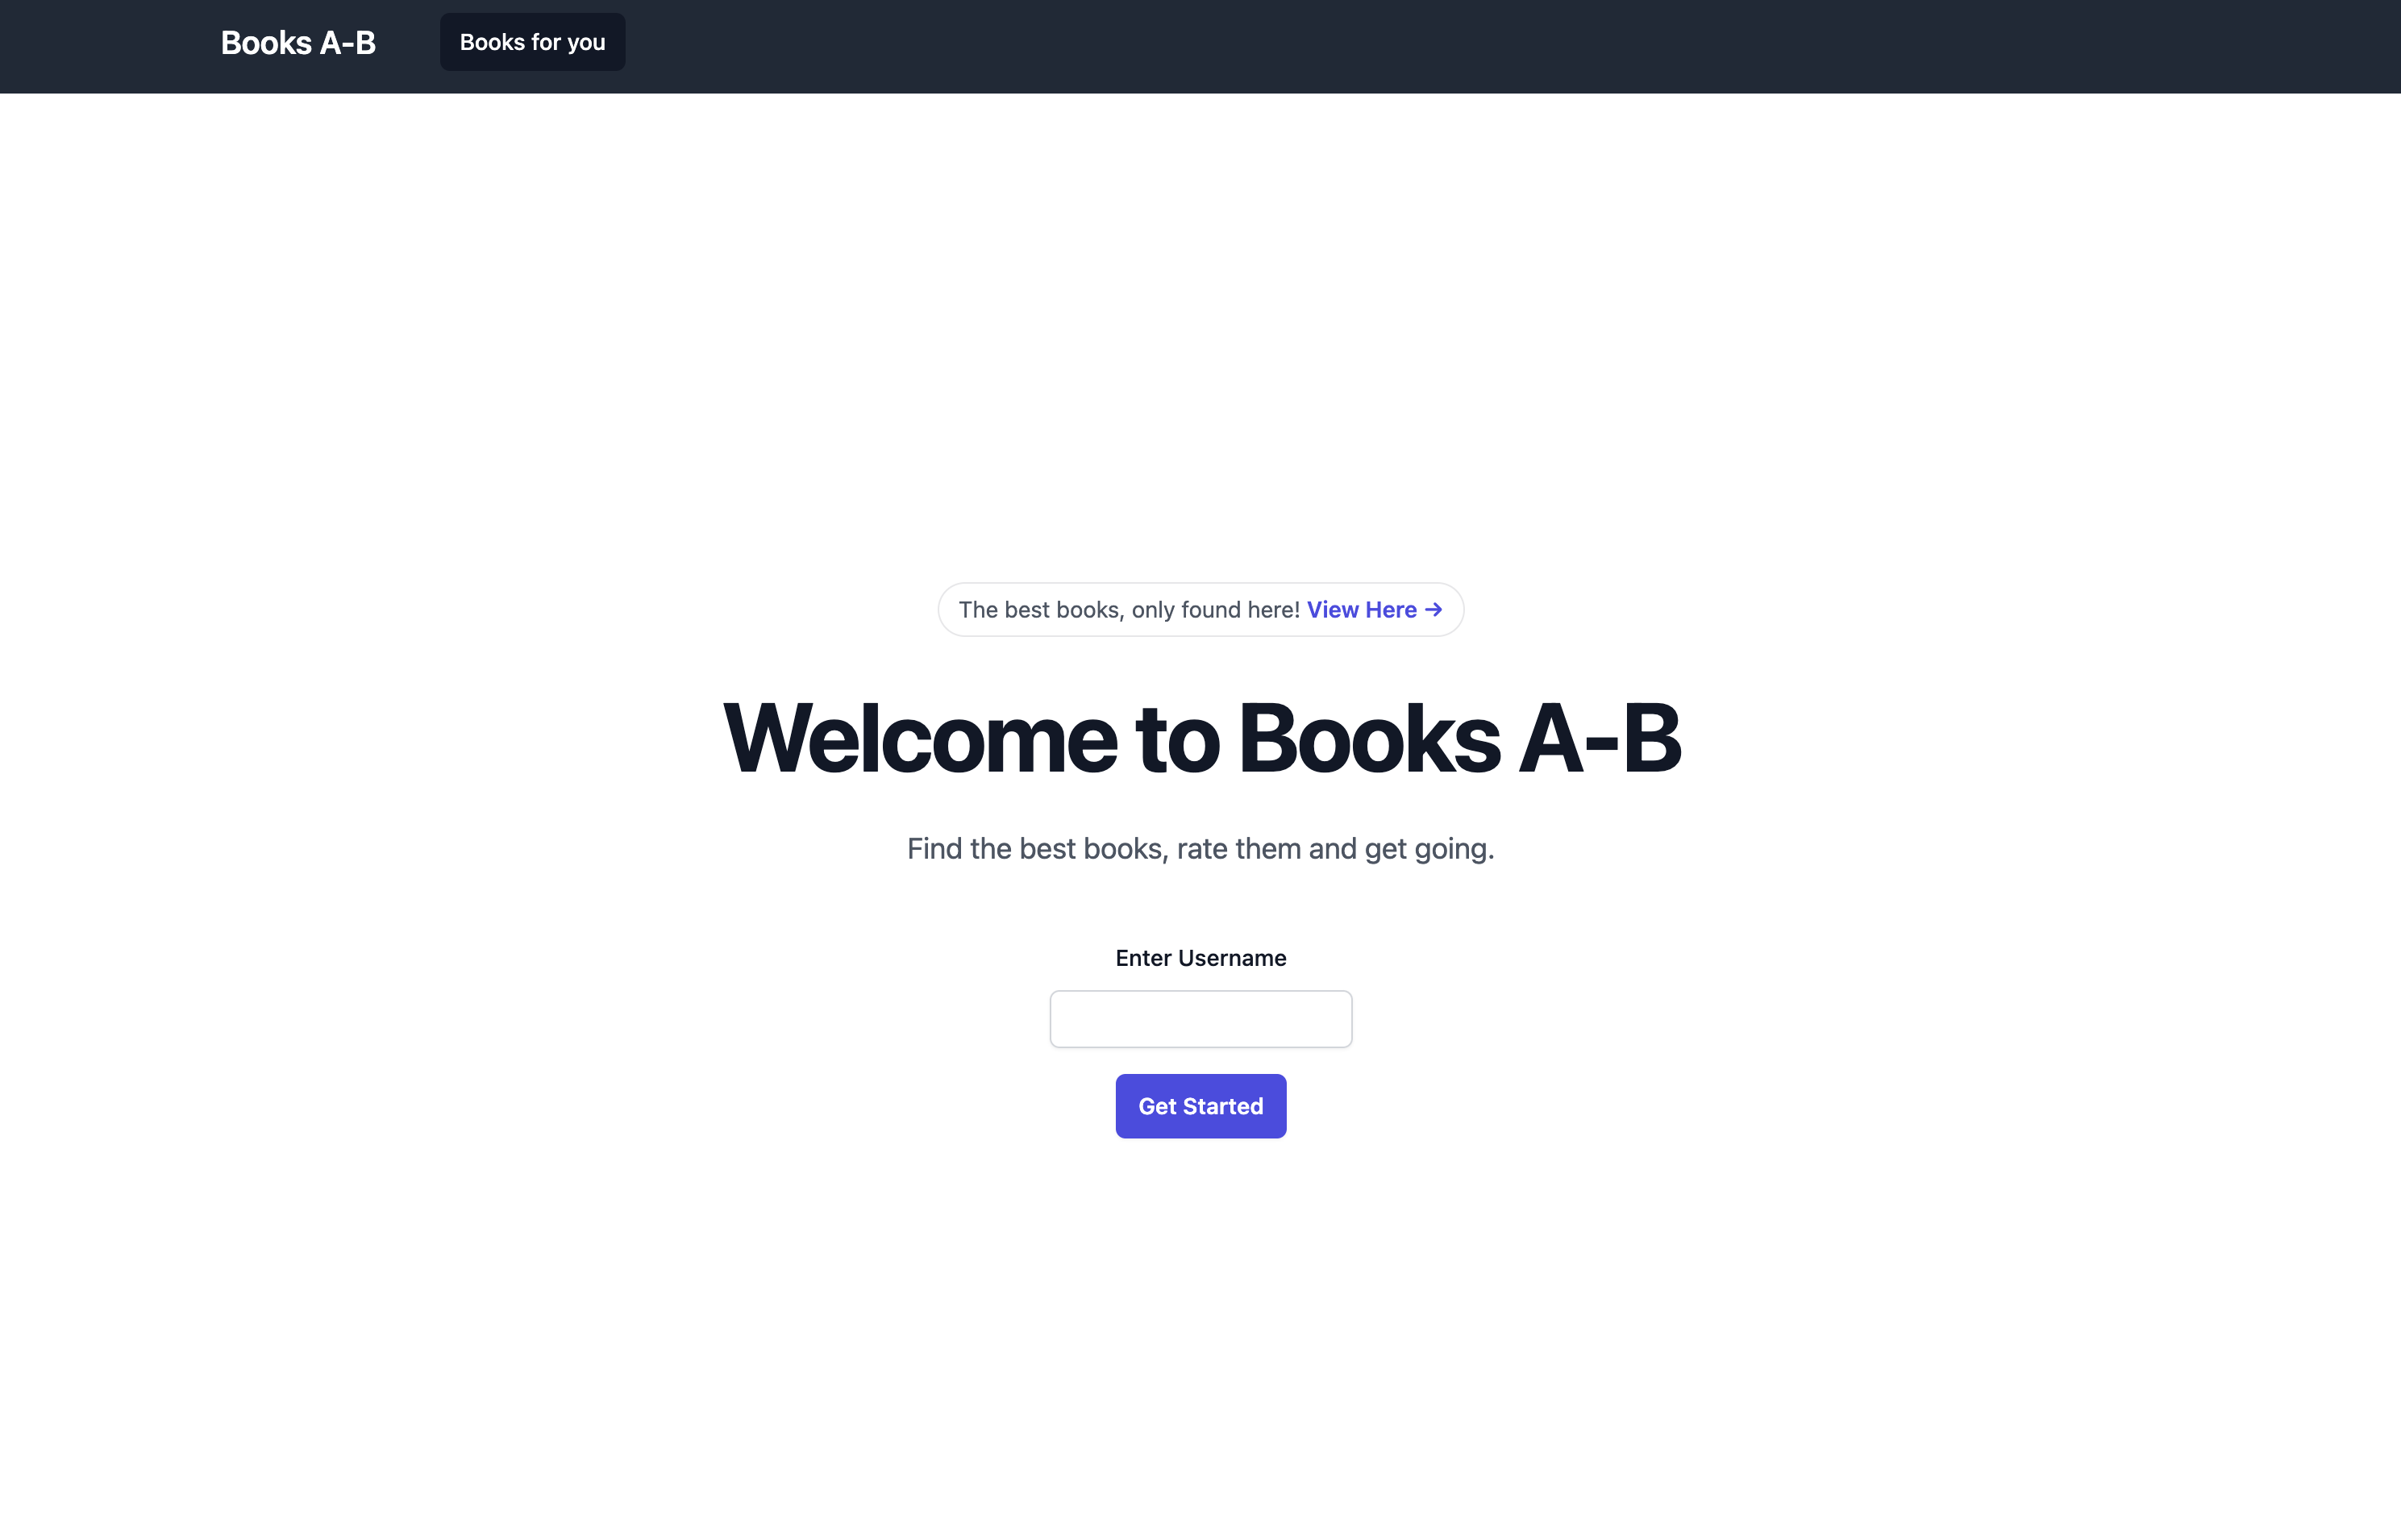 Books A-B
Books for you
The best books, only found here! View Here →
Welcome to Books A-B
Find the best books, rate them and get going.
Enter Username
Get Started